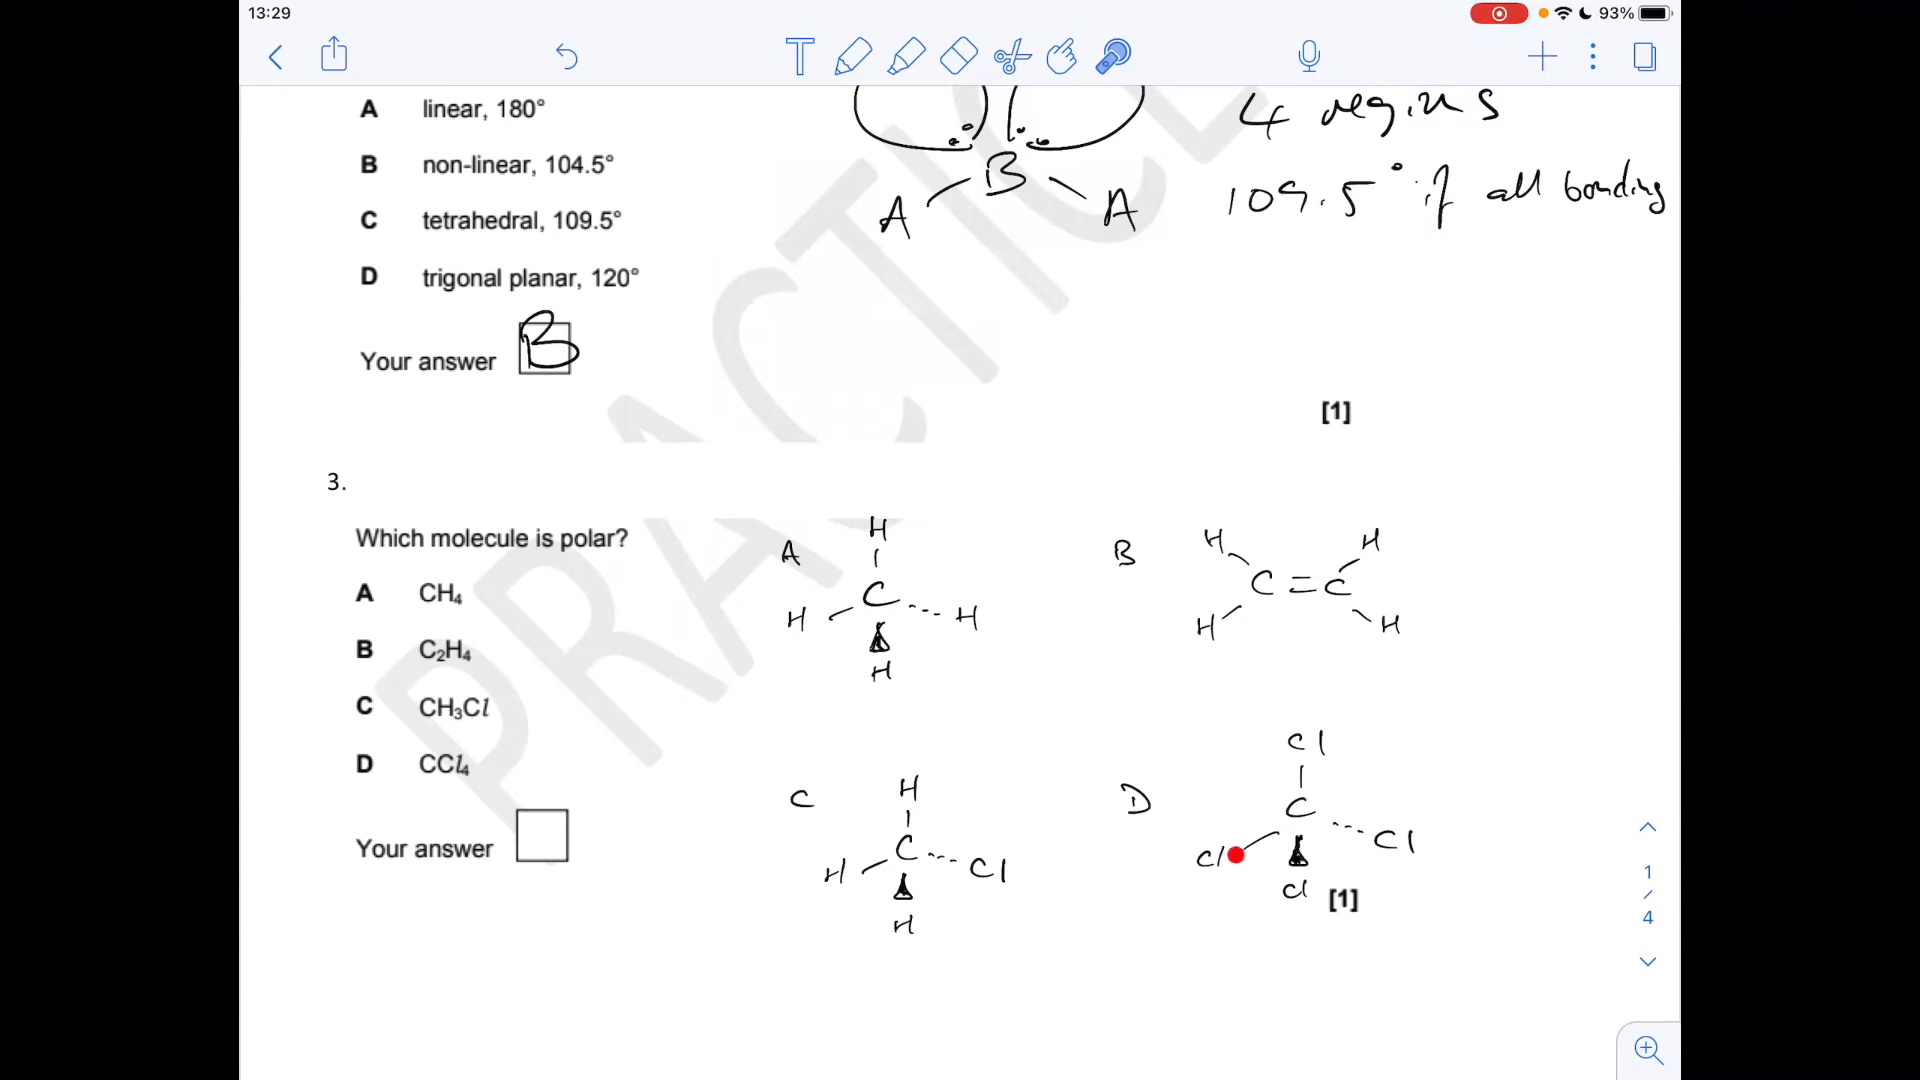 13:29
93%
T
A linear, 180°
B non-linear, 104.5°
C tetrahedral, 109.5°
D trigonal planar, 120°
Your answer B
B
A A
4 regions
109.5° if all bonding
[1]
PRACTICE
3.
Which molecule is polar?
A CH₄
B C₂H₄
C CH₃Cl
D CCl₄
Your answer
A
H
C
H H
H
B
H H
C = C
H H
C
H
C
H Cl
H
D
Cl
C
Cl Cl
Cl
[1]
1
/
4